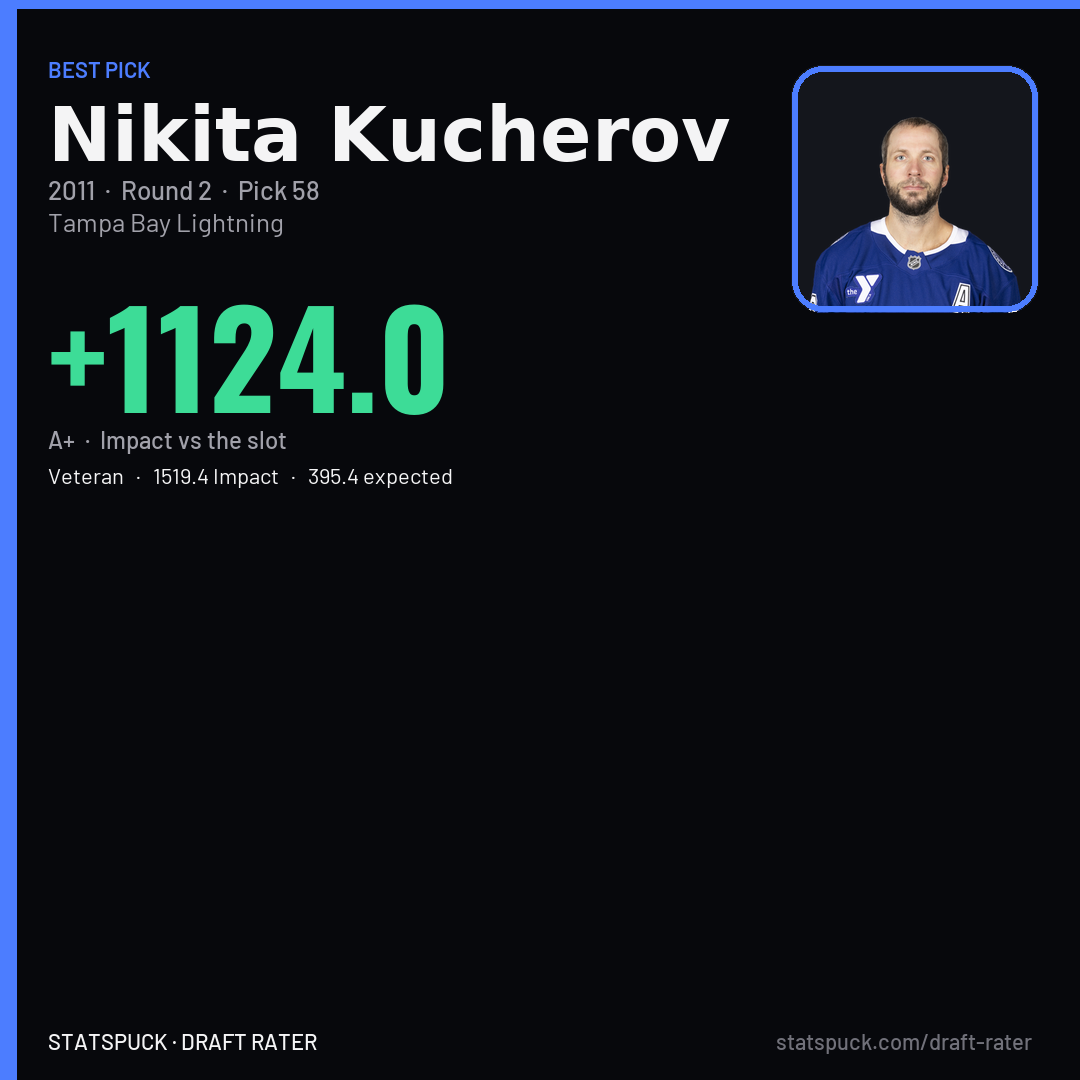 BEST PICK
Nikita Kucherov
2011 · Round 2 · Pick 58
Tampa Bay Lightning
the Y
A
+1124.0
A+ · Impact vs the slot
Veteran · 1519.4 Impact · 395.4 expected
STATSPUCK · DRAFT RATER
statspuck.com/draft-rater